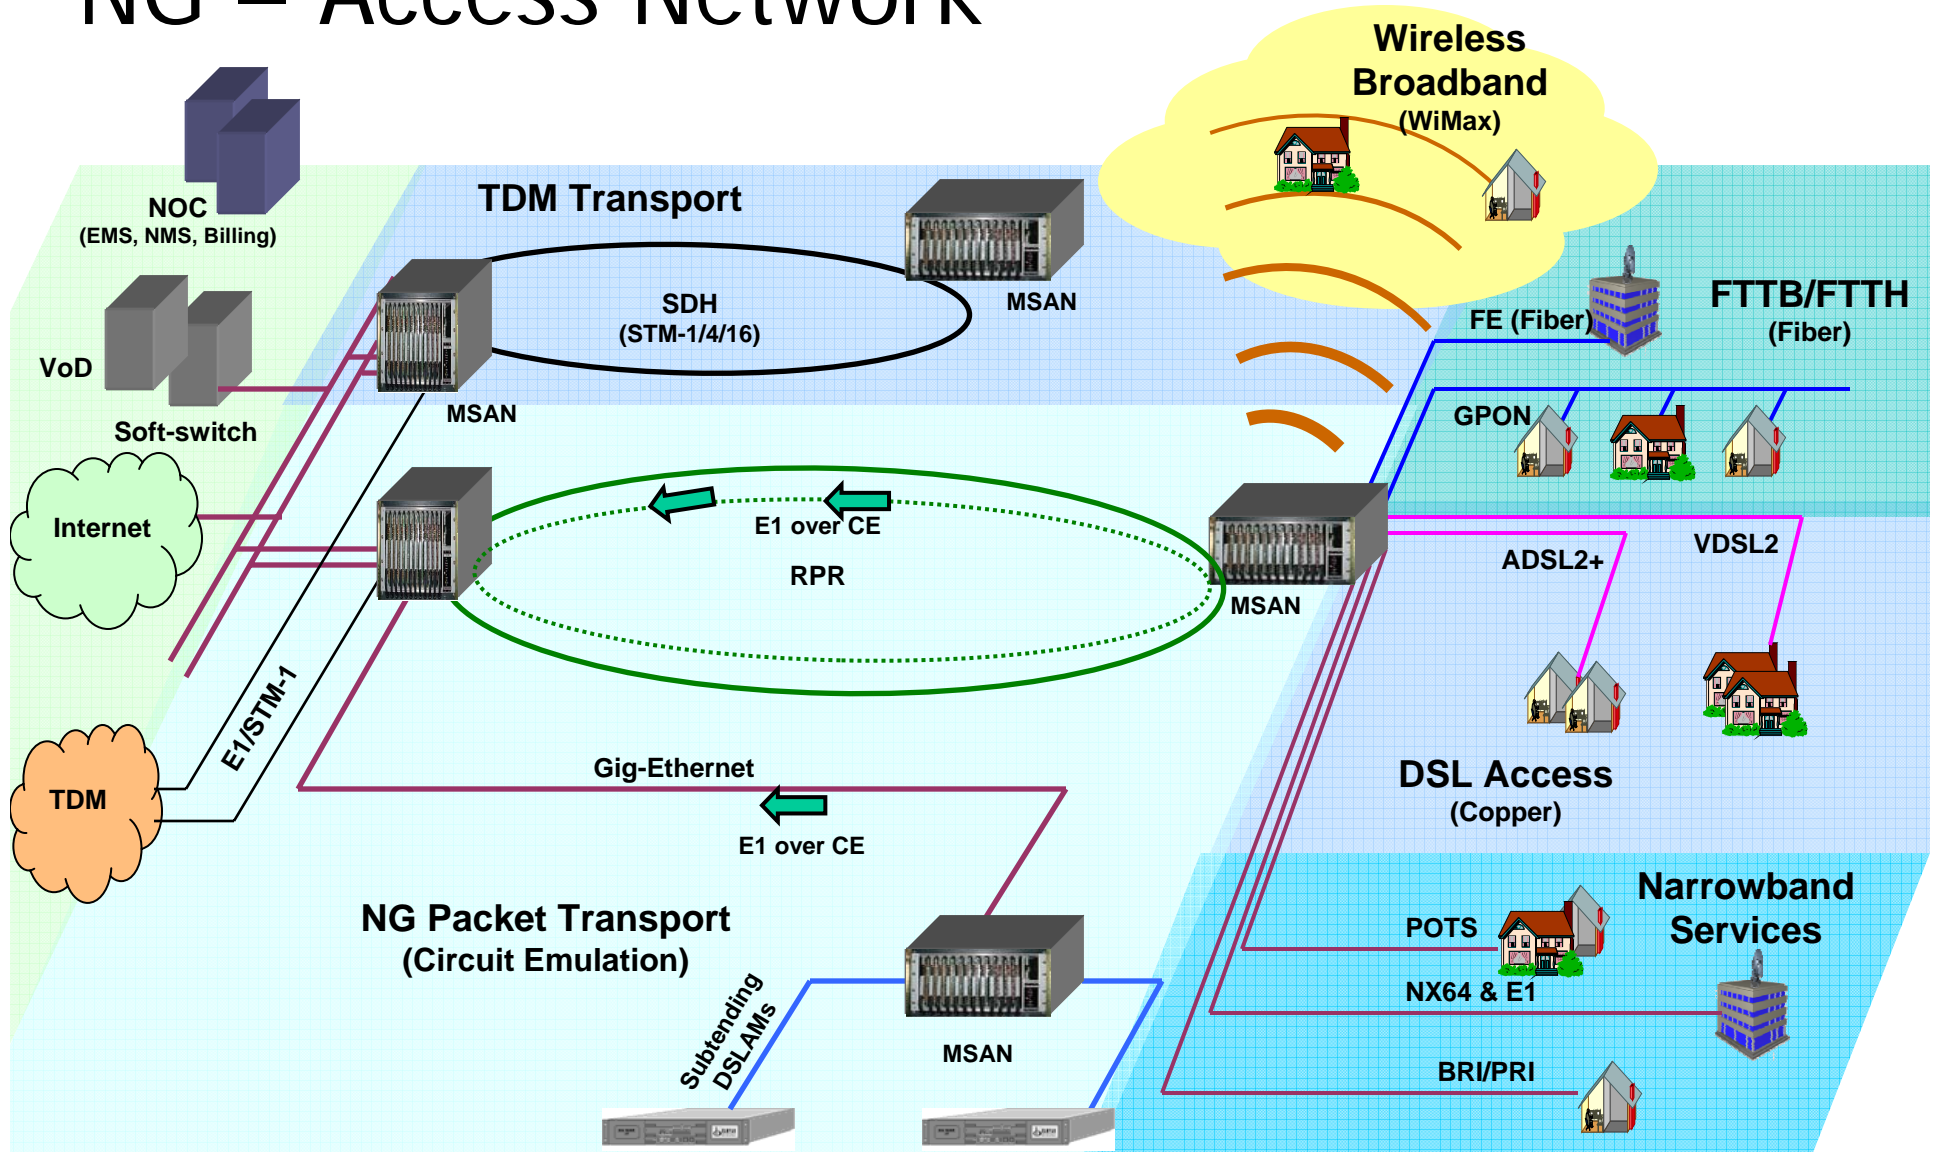 NG – Access Network
Wireless
Broadband
(WiMax)
NOC
(EMS, NMS, Billing)
TDM Transport
MSAN
SDH
(STM-1/4/16)
FTTB/FTTH
(Fiber)
FE (Fiber)
VoD
MSAN
Soft-switch
GPON
Internet
E1 over CE
RPR
MSAN
ADSL2+
VDSL2
E1/STM-1
TDM
Gig-Ethernet
E1 over CE
DSL Access
(Copper)
NG Packet Transport
(Circuit Emulation)
Narrowband
Services
POTS
NX64 & E1
BRI/PRI
Subtending
DSLAMs
MSAN